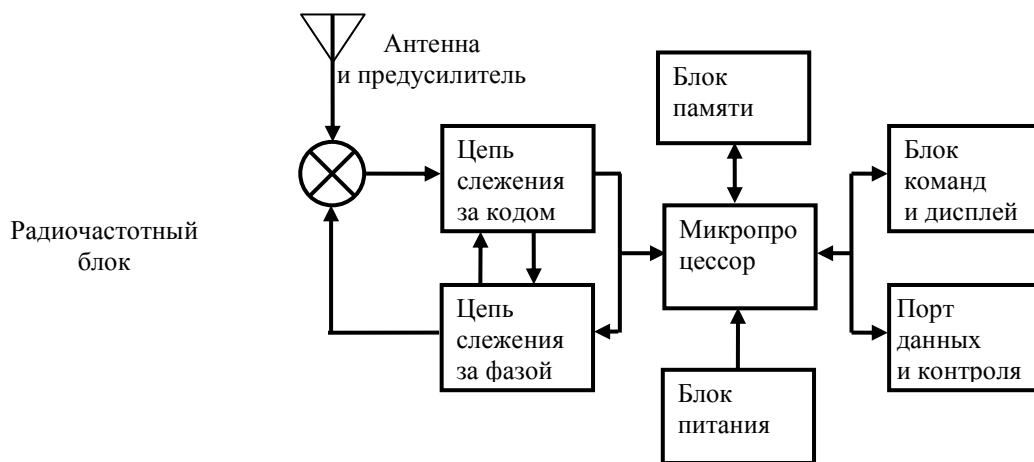 Антенна
и предусилитель
Радиочастотный
блок
Цепь
слежения
за кодом
Цепь
слежения
за фазой
Блок
памяти
Микропро
цессор
Блок
питания
Блок
команд
и дисплей
Порт
данных
и контроля